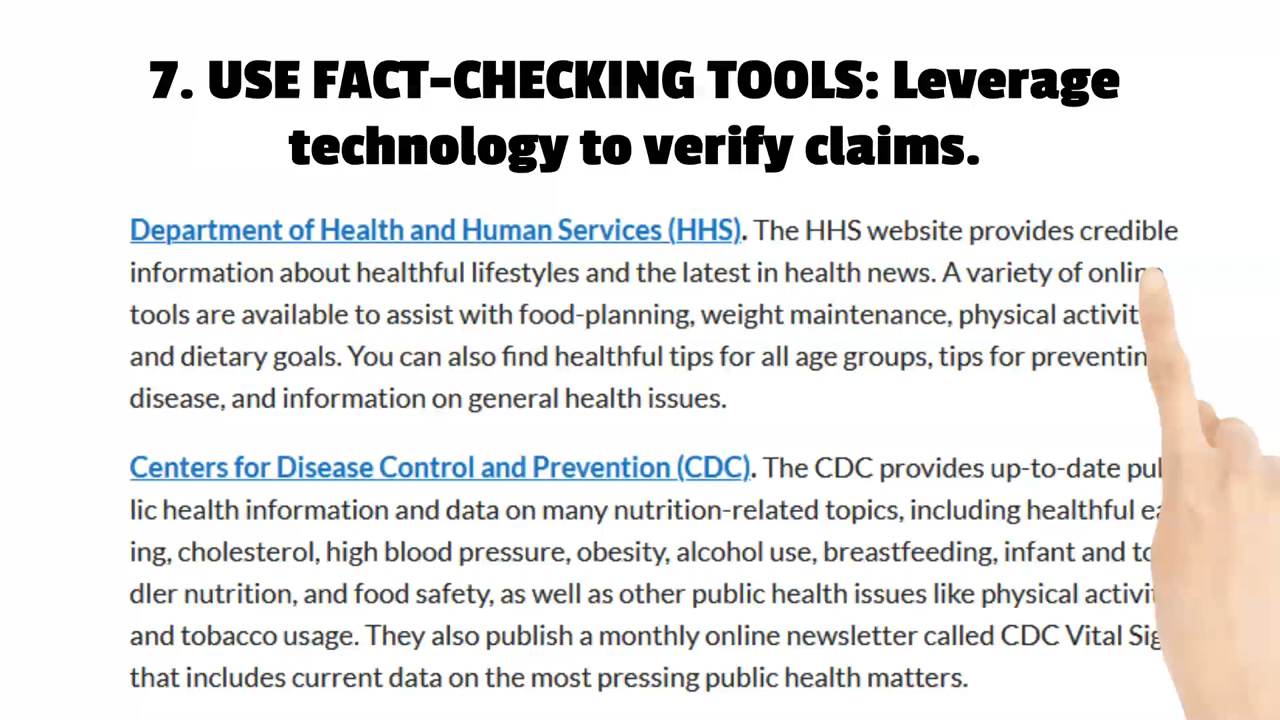 7. USE FACT-CHECKING TOOLS: Leverage
technology to verify claims.
Department of Health and Human Services (HHS). The HHS website provides credible
information about healthful lifestyles and the latest in health news. A variety of
tools are available to assist with food-planning, weight maintenance, physical
and dietary goals. You can also find healthful tips for all age groups, tips for
disease, and information on general health issues.
Centers for Disease Control and Prevention (CDC). The CDC provides up-to-date
lic health information and data on many nutrition-related topics, including healthful
ing, cholesterol, high blood pressure, obesity, alcohol use, breastfeeding, infant and
dler nutrition, and food safety, as well as other public health issues like physical
and tobacco usage. They also publish a monthly online newsletter called CDC Vital
that includes current data on the most pressing public health matters.